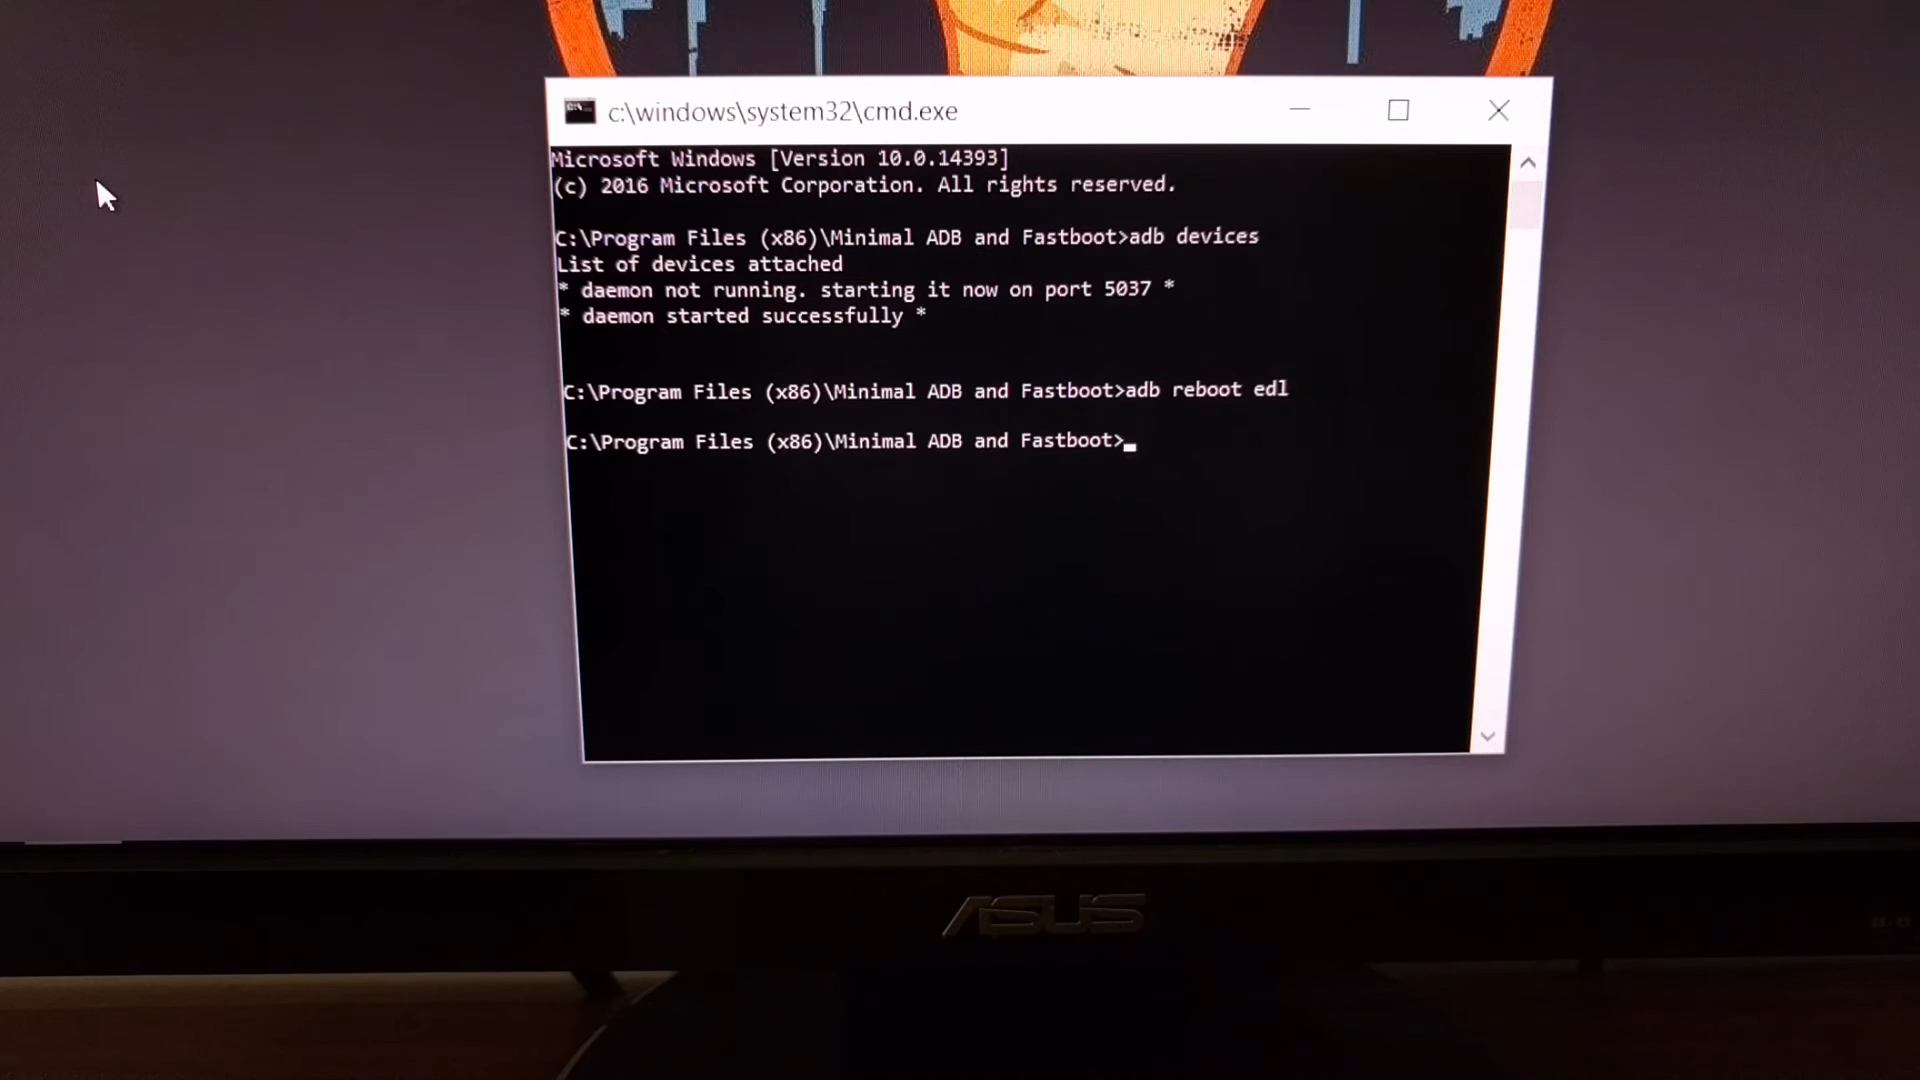 c:\windows\system32\cmd.exe
Microsoft Windows [Version 10.0.14393]
(c) 2016 Microsoft Corporation. All rights reserved.
C:\Program Files (x86)\Minimal ADB and Fastboot>adb devices
List of devices attached
* daemon not running. starting it now on port 5037 *
* daemon started successfully *
C:\Program Files (x86)\Minimal ADB and Fastboot>adb reboot edl
C:\Program Files (x86)\Minimal ADB and Fastboot>
ASUS